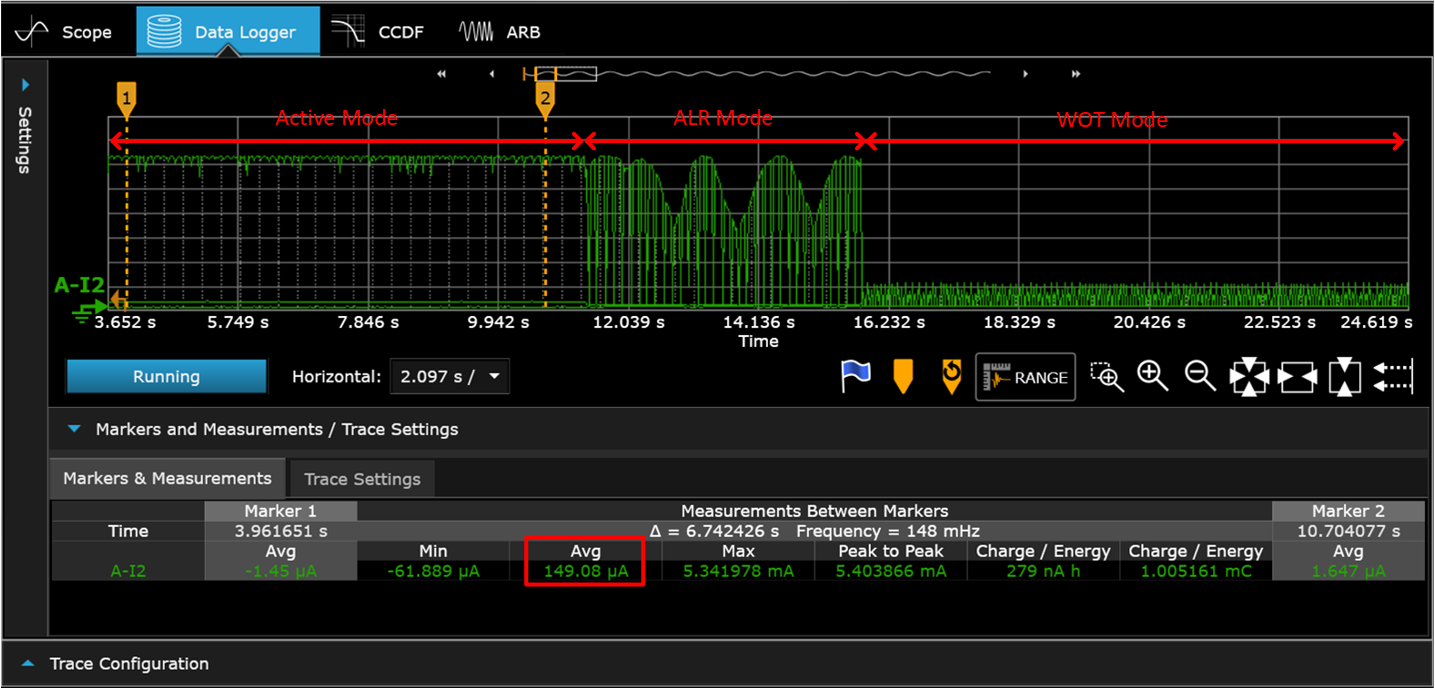 Scope Data Logger CCDF ARB
Settings
1 2
Active Mode ALR Mode WOT Mode
A-I2
3.652 s 5.749 s 7.846 s 9.942 s 12.039 s 14.136 s 16.232 s 18.329 s 20.426 s 22.523 s 24.619 s
Time
Running Horizontal: 2.097 s / RANGE
Markers and Measurements / Trace Settings
Markers & Measurements Trace Settings
Marker 1 Measurements Between Markers Marker 2
Time 3.961651 s Δ = 6.742426 s Frequency = 148 mHz 10.704077 s
Avg Min Avg Max Peak to Peak Charge / Energy Charge / Energy Avg
A-I2 -1.45 µA -61.889 µA 149.08 µA 5.341978 mA 5.403866 mA 279 nA h 1.005161 mC 1.647 µA
Trace Configuration